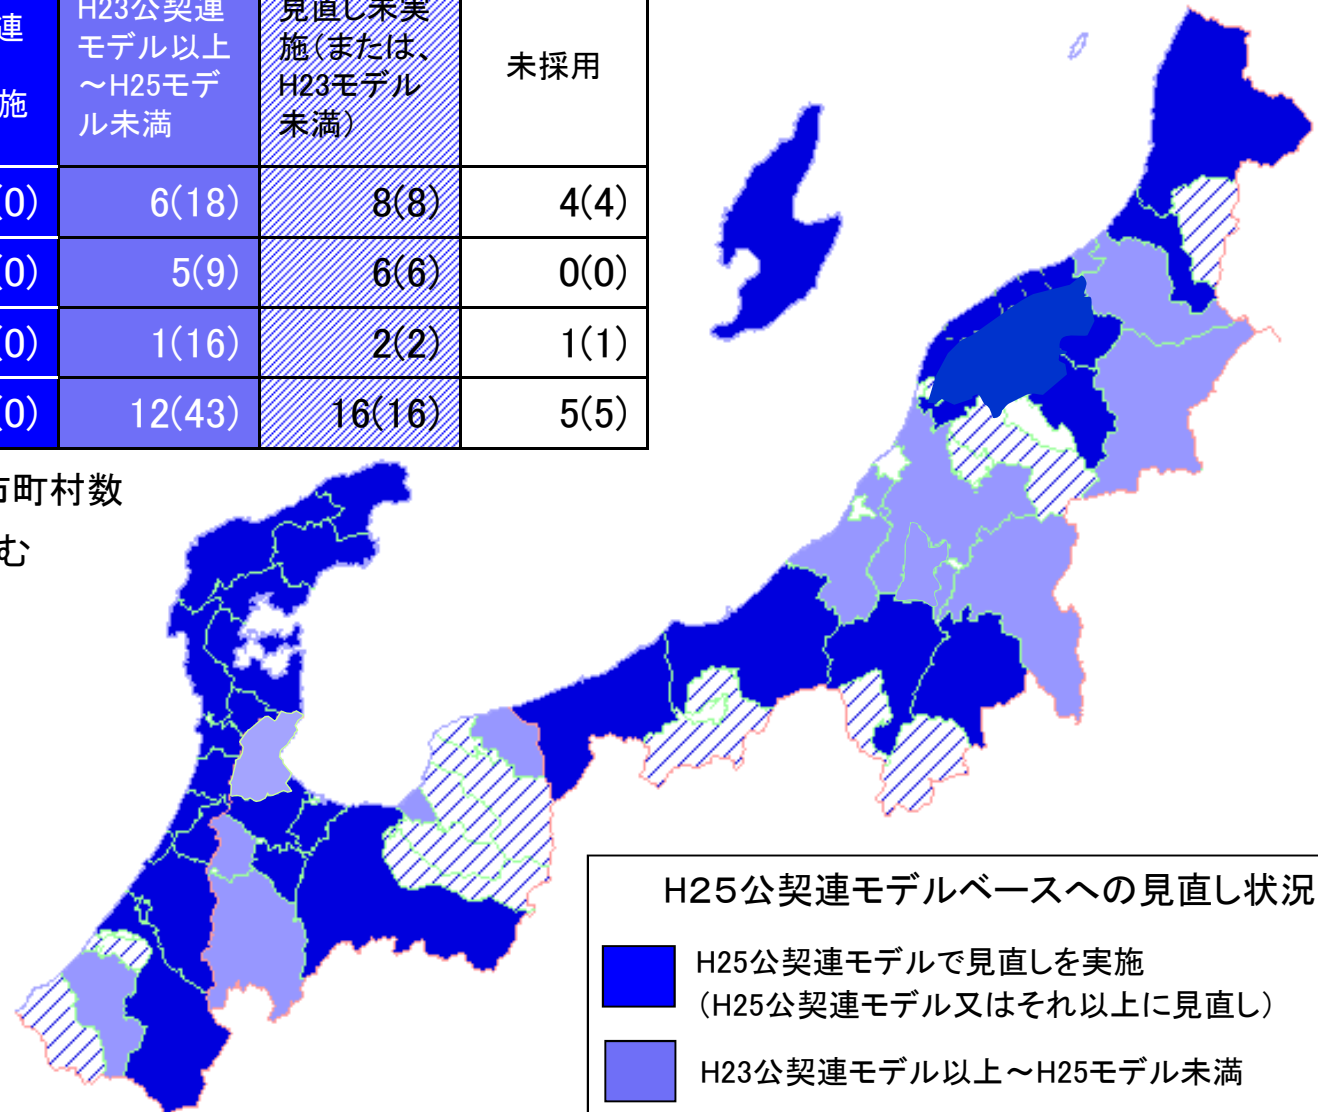 連
施
H23公契連
モデル以上
～H25モデ
ル未満
見直し未実
施（または、
H23モデル
未満）
未採用
(0) 6(18) 8(8) 4(4)
(0) 5(9) 6(6) 0(0)
(0) 1(16) 2(2) 1(1)
(0) 12(43) 16(16) 5(5)
市町村数
む
H25公契連モデルベースへの見直し状況
H25公契連モデルで見直しを実施
（H25公契連モデル又はそれ以上に見直し）
H23公契連モデル以上～H25モデル未満